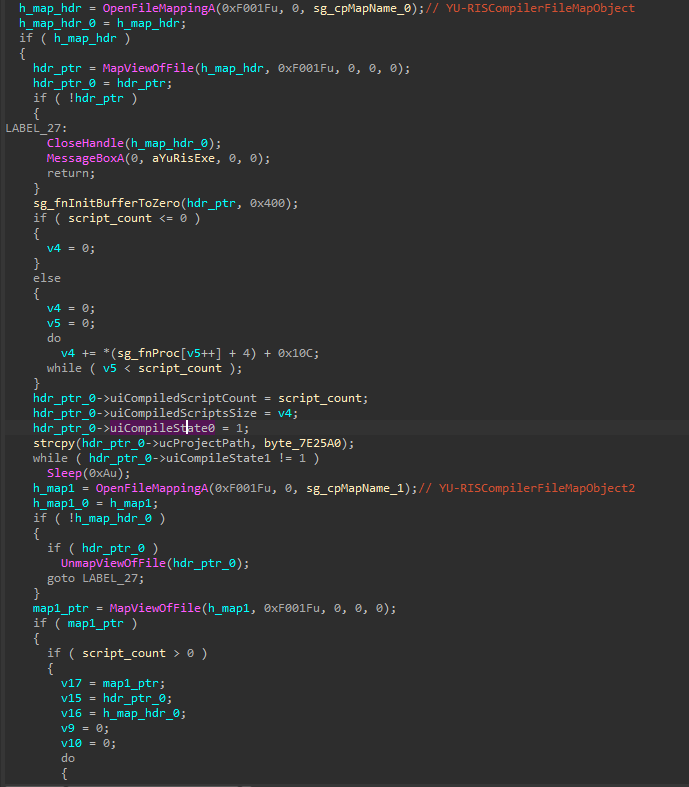 h_map_hdr = OpenFileMappingA(0xF001Fu, 0, sg_cpMapName_0);// YU-RISCompilerFileMapObject
h_map_hdr_0 = h_map_hdr;
if ( h_map_hdr )
{
hdr_ptr = MapViewOfFile(h_map_hdr, 0xF001Fu, 0, 0, 0);
hdr_ptr_0 = hdr_ptr;
if ( !hdr_ptr )
{
LABEL_27:
CloseHandle(h_map_hdr_0);
MessageBoxA(0, aYuRisExe, 0, 0);
return;
}
sg_fnInitBufferToZero(hdr_ptr, 0x400);
if ( script_count <= 0 )
{
v4 = 0;
}
else
{
v4 = 0;
v5 = 0;
do
v4 += *(sg_fnProc[v5++] + 4) + 0x10C;
while ( v5 < script_count );
}
hdr_ptr_0->uiCompiledScriptCount = script_count;
hdr_ptr_0->uiCompiledScriptsSize = v4;
hdr_ptr_0->uiCompileState0 = 1;
strcpy(hdr_ptr_0->ucProjectPath, byte_7E25A0);
while ( hdr_ptr_0->uiCompileState1 != 1 )
Sleep(0xAu);
h_map1 = OpenFileMappingA(0xF001Fu, 0, sg_cpMapName_1);// YU-RISCompilerFileMapObject2
h_map1_0 = h_map1;
if ( !h_map_hdr_0 )
{
if ( hdr_ptr_0 )
UnmapViewOfFile(hdr_ptr_0);
goto LABEL_27;
}
map1_ptr = MapViewOfFile(h_map1, 0xF001Fu, 0, 0, 0);
if ( map1_ptr )
{
if ( script_count > 0 )
{
v17 = map1_ptr;
v15 = hdr_ptr_0;
v16 = h_map_hdr_0;
v9 = 0;
v10 = 0;
do
{